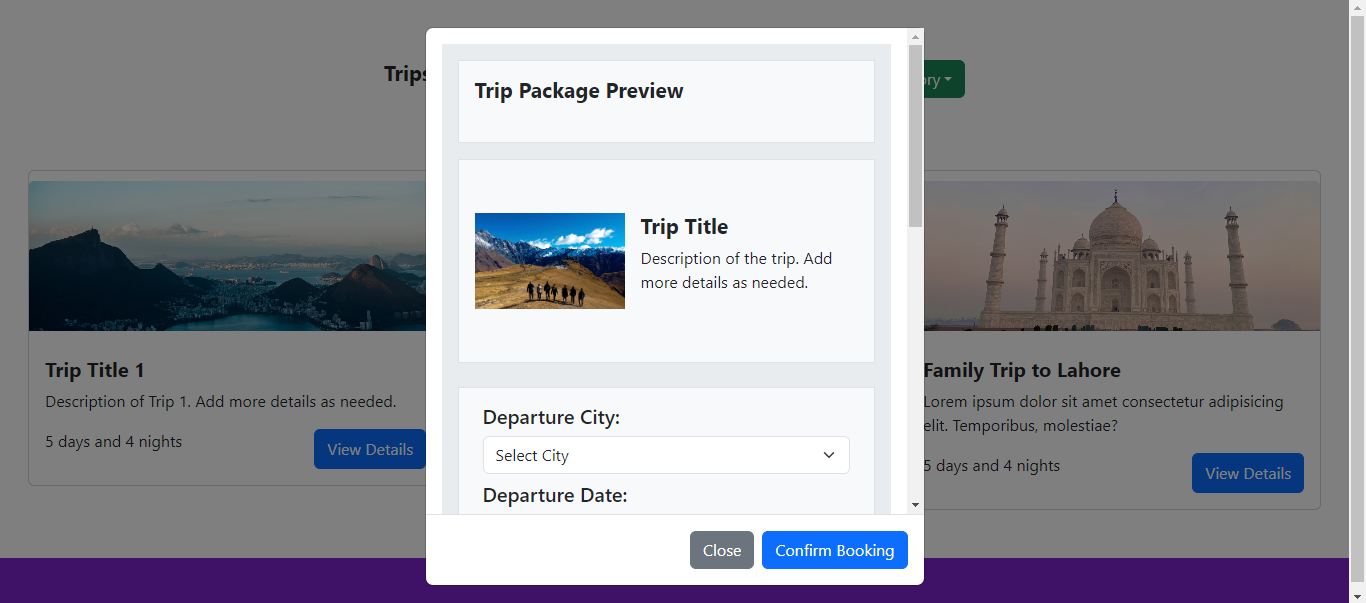 Trips
Trip Package Preview
Trip Title
Description of the trip. Add
more details as needed.
Departure City:
Select City
Departure Date:
Close
Confirm Booking
Trip Title 1
Description of Trip 1. Add more details as needed.
5 days and 4 nights
View Details
Family Trip to Lahore
Lorem ipsum dolor sit amet consectetur adipisicing
elit. Temporibus, molestiae?
5 days and 4 nights
View Details